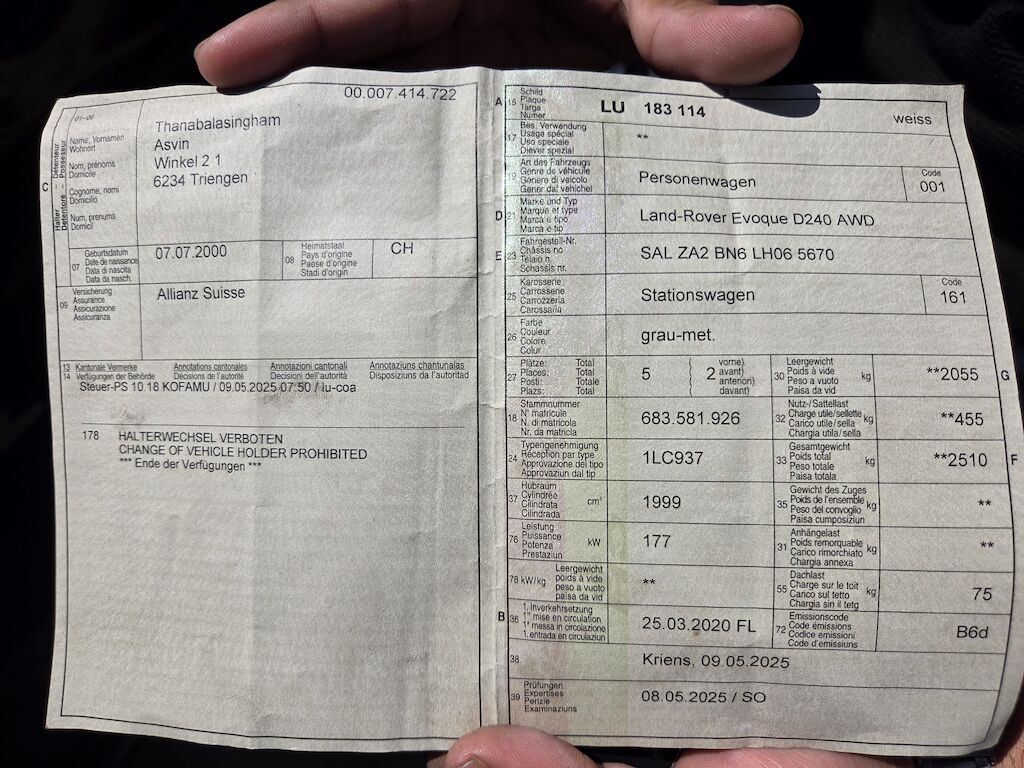 00.007.414.722
01-06
C
Halter – Détenteur
Detentore – Possessur
Name, Vornamen
Wohnort
Nom, prénoms
Domicile
Cognome, nomi
Domicilio
Num, prenums
Domicil
Thanabalasingham
Asvin
Winkel 2 1
6234 Triengen
07
Geburtsdatum
Date de naissance
Data di nascita
Data da nasch.
07.07.2000
08
Heimatstaat
Pays d'origine
Paese d'origine
Stadi d'origin
CH
09
Versicherung
Assurance
Assicurazione
Assicuranza
Allianz Suisse
13 Kantonale Vermerke Annotations cantonales Annotazioni cantonali Annotaziuns chantunalas
14 Verfügungen der Behörde Décisions de l'autorité Decisioni dell'autorità Disposiziuns da l'autoritad
Steuer-PS 10.18 KOFAMU / 09.05.2025 07:50 / lu-coa
178 HALTERWECHSEL VERBOTEN
CHANGE OF VEHICLE HOLDER PROHIBITED
*** Ende der Verfügungen ***
A 15
Schild
Plaque
Targa
Numer
LU 183 114 weiss
17
Bes. Verwendung
Usage spécial
Uso speciale
Diever spezial
**
19
Art des Fahrzeugs
Genre de véhicule
Genere di veicolo
Gener dal vehichel
Personenwagen
Code
001
D 21
Marke und Typ
Marque et type
Marca e tipo
Marca e tip
Land-Rover Evoque D240 AWD
E 23
Fahrgestell-Nr.
Châssis no
Telaio n.
Schassis nr.
SAL ZA2 BN6 LH06 5670
25
Karosserie
Carrosserie
Carrozzeria
Carossaria
Stationswagen
Code
161
26
Farbe
Couleur
Colore
Colur
grau-met.
27
Plätze: Total
Places: Total
Posti: Totale
Plazs: Total
5
( 2
vorne)
avant)
anteriori)
davant)
30
Leergewicht
Poids à vide
Peso a vuoto
Paisa da vid
kg
**2055
G
18
Stammnummer
N° matricule
N. di matricola
Nr. da matricla
683.581.926
32
Nutz-/Sattellast
Charge utile/sellette
Carico utile/sella
Chargia utila/sella
kg
**455
24
Typengenehmigung
Réception par type
Approvazione del tipo
Approvaziun dal tip
1LC937
33
Gesamtgewicht
Poids total
Peso totale
Paisa totala
kg
**2510
F
37
Hubraum
Cylindrée
Cilindrata
Cilindrada
cm³
1999
35
Gewicht des Zuges
Poids de l'ensemble
Peso del convoglio
Paisa cumposiziun
kg
**
76
Leistung
Puissance
Potenza
Prestaziun
kW
177
31
Anhängelast
Poids remorquable
Carico rimorchiato
Chargia annexa
kg
**
78 kW/kg
Leergewicht
poids à vide
peso a vuoto
paisa da vid
**
55
Dachlast
Charge sur le toit
Carico sul tetto
Chargia sin il tetg
kg
75
B 36
1. Inverkehrsetzung
1re mise en circulation
1a messa in circolazione
1. entrada en circulaziun
25.03.2020 FL
72
Emissionscode
Code émissions
Codice emissioni
Code d'emissiuns
B6d
38
Kriens, 09.05.2025
39
Prüfungen
Expertises
Perizie
Examinaziuns
08.05.2025 / SO